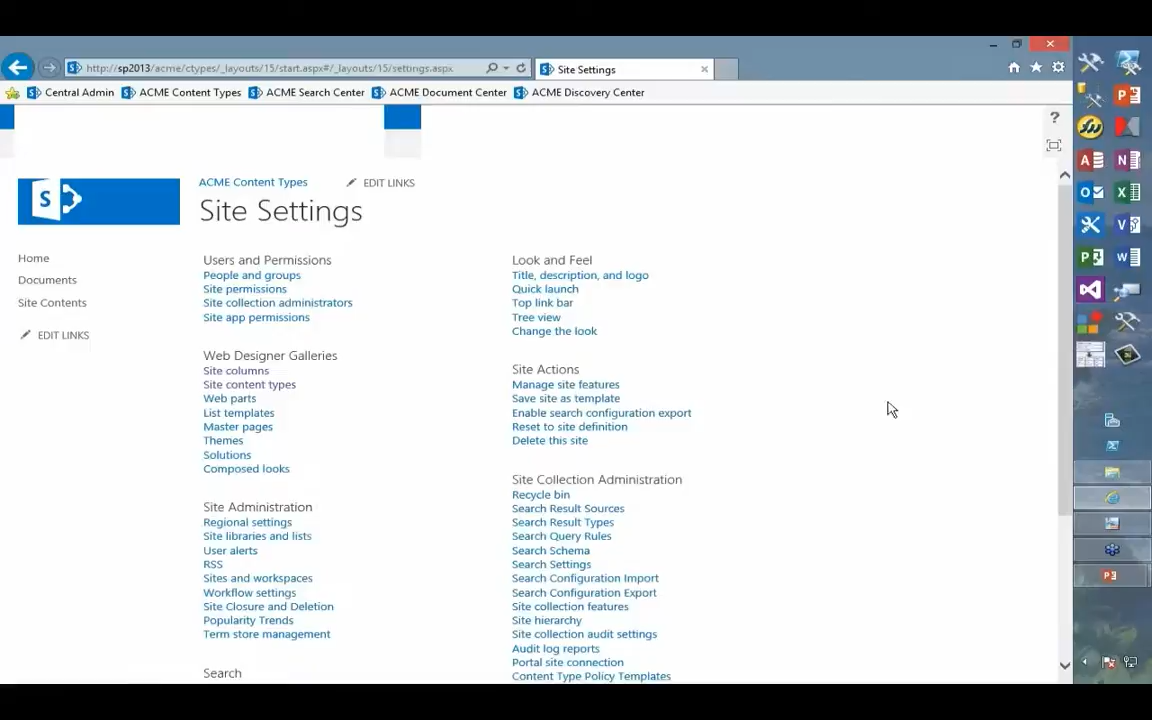 http://sp2013/acme/ctypes/_layouts/15/start.aspx#/_layouts/15/settings.aspx
Site Settings
Central Admin
ACME Content Types
ACME Search Center
ACME Document Center
ACME Discovery Center
?
S
ACME Content Types
EDIT LINKS
Site Settings
Home
Documents
Site Contents
EDIT LINKS
Users and Permissions
People and groups
Site permissions
Site collection administrators
Site app permissions
Web Designer Galleries
Site columns
Site content types
Web parts
List templates
Master pages
Themes
Solutions
Composed looks
Site Administration
Regional settings
Site libraries and lists
User alerts
RSS
Sites and workspaces
Workflow settings
Site Closure and Deletion
Popularity Trends
Term store management
Search
Look and Feel
Title, description, and logo
Quick launch
Top link bar
Tree view
Change the look
Site Actions
Manage site features
Save site as template
Enable search configuration export
Reset to site definition
Delete this site
Site Collection Administration
Recycle bin
Search Result Sources
Search Result Types
Search Query Rules
Search Schema
Search Settings
Search Configuration Import
Search Configuration Export
Site collection features
Site hierarchy
Site collection audit settings
Audit log reports
Portal site connection
Content Type Policy Templates